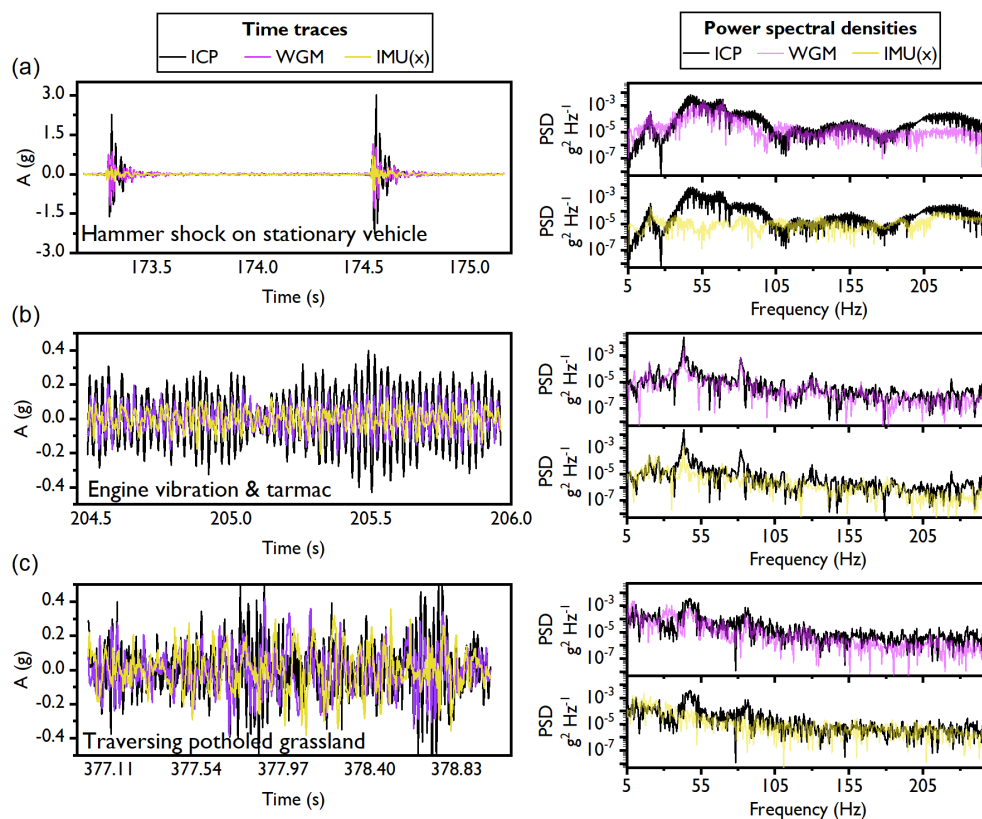 Time traces
ICP WGM IMU(x)
Power spectral densities
ICP WGM IMU(x)
(a)
3.0
1.5
0.0
-1.5
3.0
A (g)
Hammer shock on stationary vehicle
173.5 174.0 174.6 175.0
Time (s)
PSD
g² Hz⁻¹
10⁻³
10⁻⁵
10⁻⁷
PSD
g² Hz⁻¹
10⁻³
10⁻⁵
10⁻⁷
5 55 105 155 205
Frequency (Hz)
(b)
0.4
0.2
0.0
-0.2
-0.4
A (g)
Engine vibration & tarmac
204.5 205.0 205.5 206.0
Time (s)
PSD
g² Hz⁻¹
10⁻³
10⁻⁵
10⁻⁷
PSD
g² Hz⁻¹
10⁻³
10⁻⁵
10⁻⁷
5 55 105 155 205
Frequency (Hz)
(c)
0.4
0.2
0.0
-0.2
-0.4
A (g)
Traversing potholed grassland
377.11 377.54 377.97 378.40 378.83
Time (s)
PSD
g² Hz⁻¹
10⁻³
10⁻⁵
10⁻⁷
PSD
g² Hz⁻¹
10⁻³
10⁻⁵
10⁻⁷
5 55 105 155 205
Frequency (Hz)